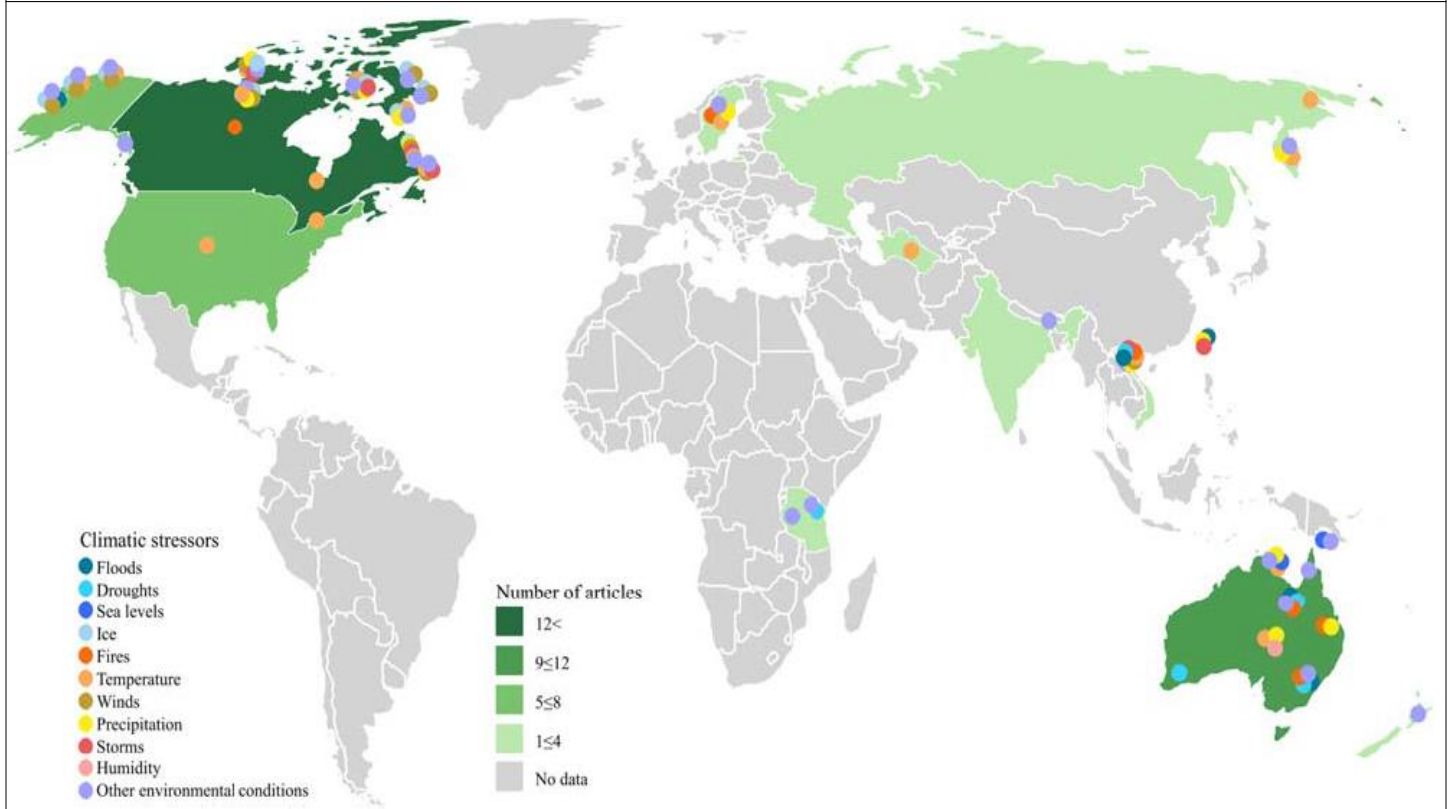 Climatic stressors
Floods
Droughts
Sea levels
Ice
Fires
Temperature
Winds
Precipitation
Storms
Humidity
Other environmental conditions
Number of articles
12<
9≤12
5≤8
1≤4
No data